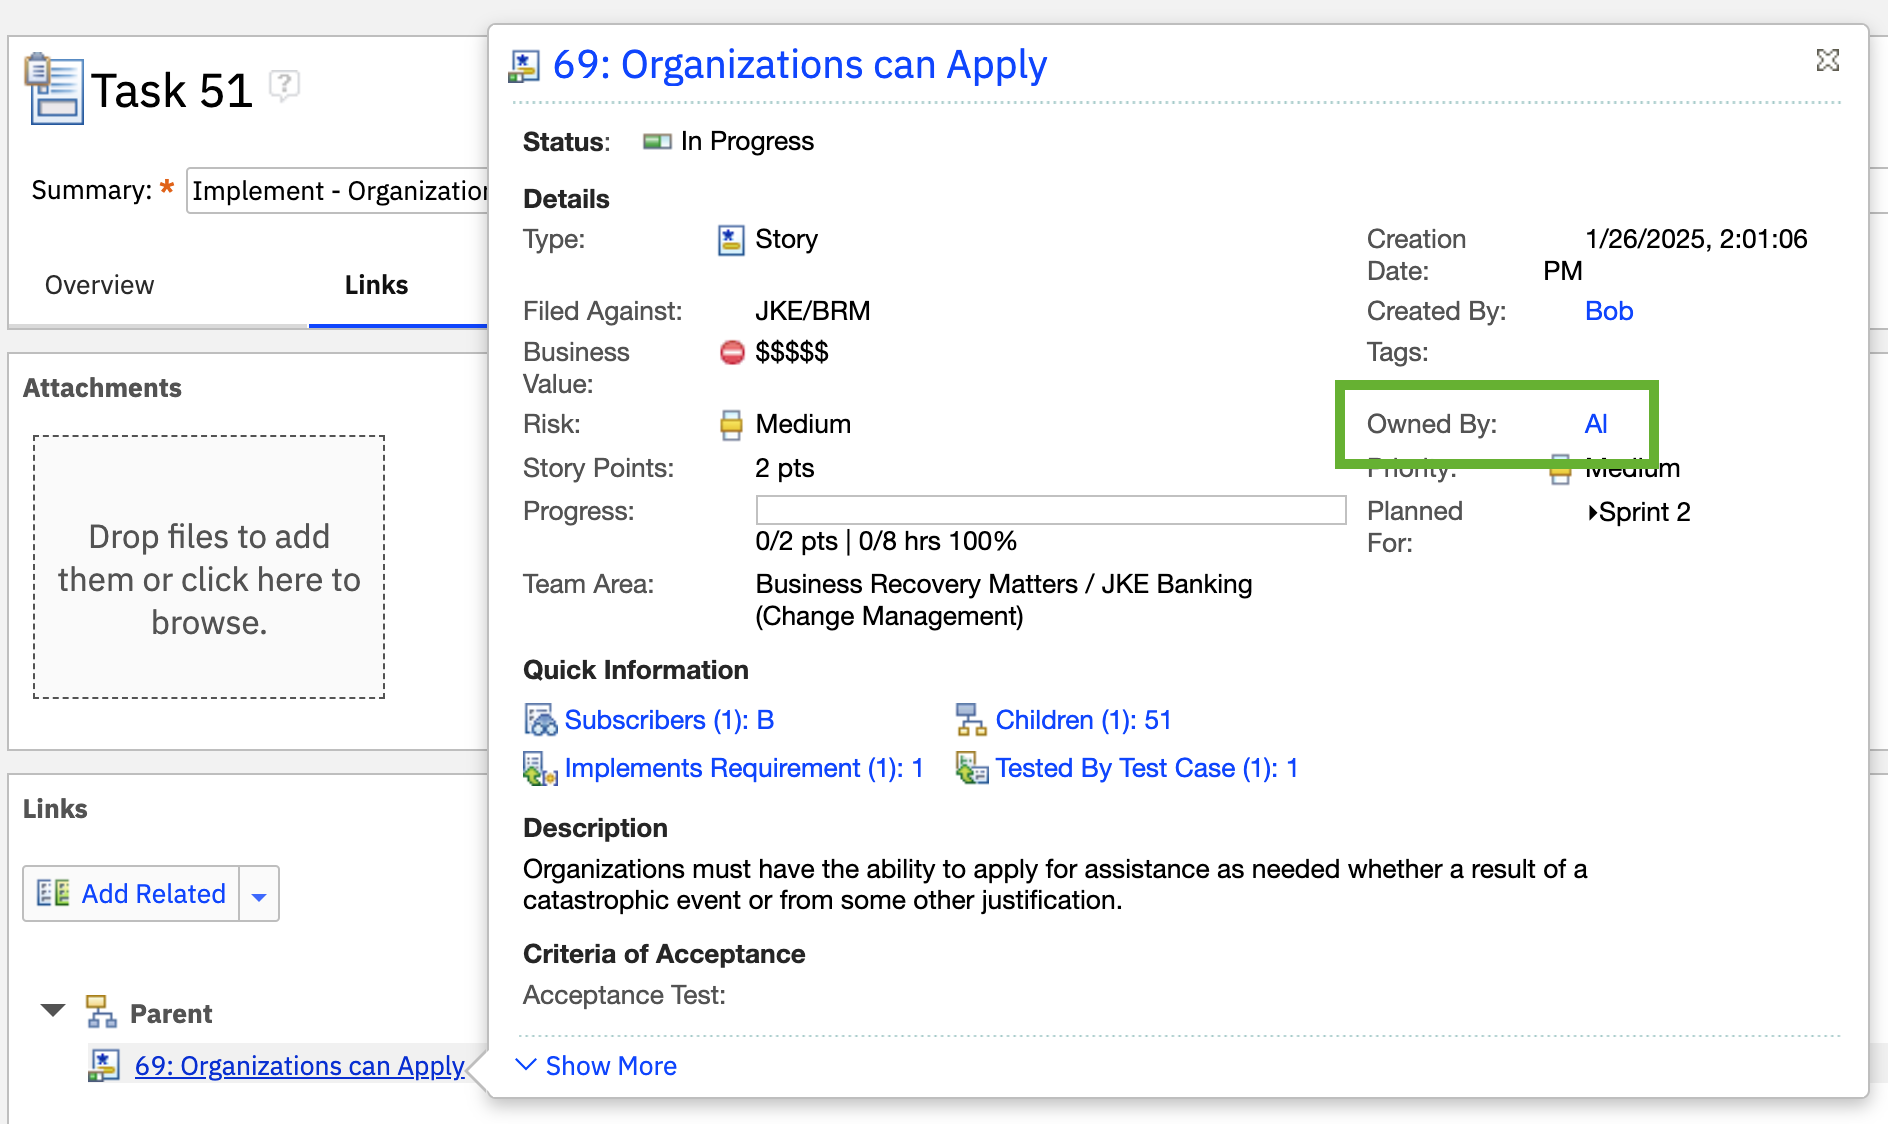 Task 51
Summary: * Implement - Organization
Overview Links
Attachments
Drop files to add
them or click here to
browse.
Links
Add Related
Parent
69: Organizations can Apply
69: Organizations can Apply
Status: In Progress
Details
Type: Story
Creation Date: 1/26/2025, 2:01:06 PM
Filed Against: JKE/BRM
Created By: Bob
Business Value: $$$$$
Tags:
Risk: Medium
Owned By: Al
Story Points: 2 pts
Priority: Medium
Progress:
0/2 pts | 0/8 hrs 100%
Planned For: Sprint 2
Team Area: Business Recovery Matters / JKE Banking
(Change Management)
Quick Information
Subscribers (1): B
Children (1): 51
Implements Requirement (1): 1
Tested By Test Case (1): 1
Description
Organizations must have the ability to apply for assistance as needed whether a result of a
catastrophic event or from some other justification.
Criteria of Acceptance
Acceptance Test:
Show More